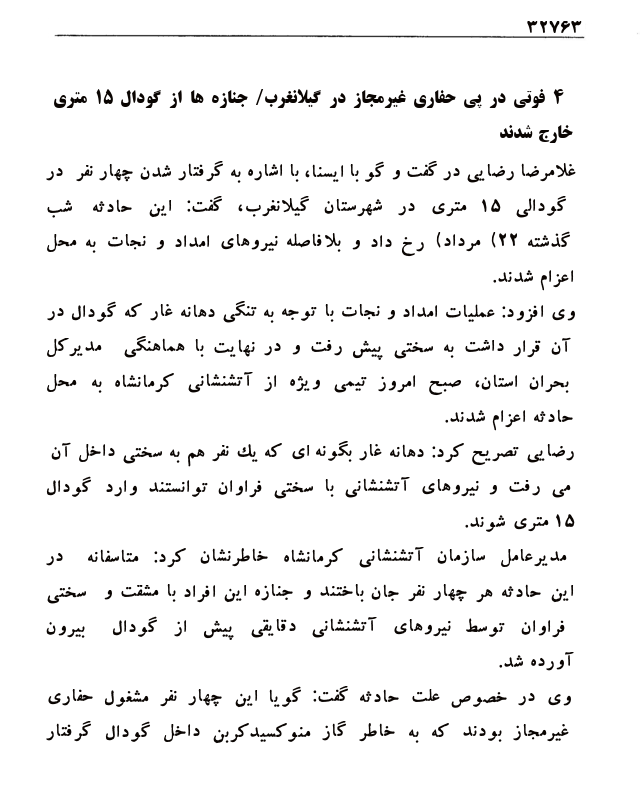 ۳۲۷۶۳
۴ فوتی در پی حفاری غیرمجاز در گیلانغرب/ جنازه ها از گودال ۱۵ متری
خارج شدند
غلامرضا رضایی در گفت و گو با ایسنا، با اشاره به گرفتار شدن چهار نفر در
گودالی ۱۵ متری در شهرستان گیلانغرب، گفت: این حادثه شب
گذشته ۲۲) مرداد) رخ داد و بلافاصله نیروهای امداد و نجات به محل
اعزام شدند.
وی افزود: عملیات امداد و نجات با توجه به تنگی دهانه غار که گودال در
آن قرار داشت به سختی پیش رفت و در نهایت با هماهنگی مدیرکل
بحران استان، صبح امروز تیمی ویژه از آتشنشانی کرمانشاه به محل
حادثه اعزام شدند.
رضایی تصریح کرد: دهانه غار بگونه ای که یك نفر هم به سختی داخل آن
می رفت و نیروهای آتشنشانی با سختی فراوان توانستند وارد گودال
۱۵ متری شوند.
مدیرعامل سازمان آتشنشانی کرمانشاه خاطرنشان کرد: متاسفانه در
این حادثه هر چهار نفر جان باختند و جنازه این افراد با مشقت و سختی
فراوان توسط نیروهای آتشنشانی دقایقی پیش از گودال بیرون
آورده شد.
وی در خصوص علت حادثه گفت: گویا این چهار نفر مشغول حفاری
غیرمجاز بودند که به خاطر گاز منوکسیدکربن داخل گودال گرفتار